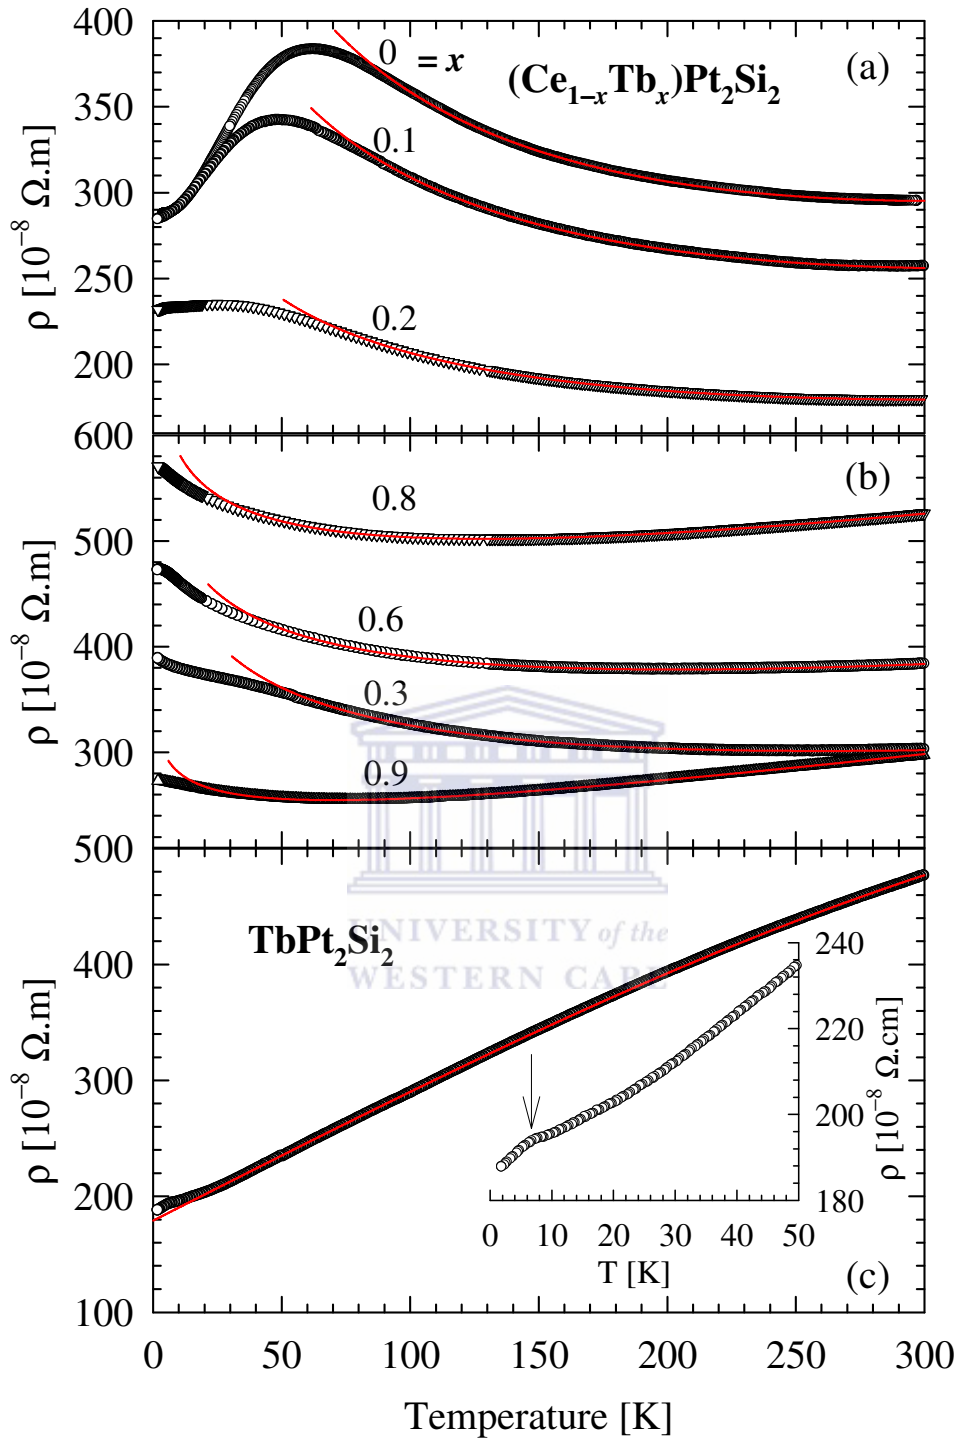 400
350
300
250
200
ρ [10⁻⁸ Ω.m]
0 = x
(Ce₁₋ₓTbₓ)Pt₂Si₂
(a)
0.1
0.2
600
500
400
300
ρ [10⁻⁸ Ω.m]
(b)
0.8
0.6
0.3
0.9
500
400
300
200
100
ρ [10⁻⁸ Ω.m]
TbPt₂Si₂
UNIVERSITY of the
WESTERN CAPE
240
220
200
180
ρ [10⁻⁸ Ω.cm]
0 10 20 30 40 50
T [K]
(c)
0 50 100 150 200 250 300
Temperature [K]